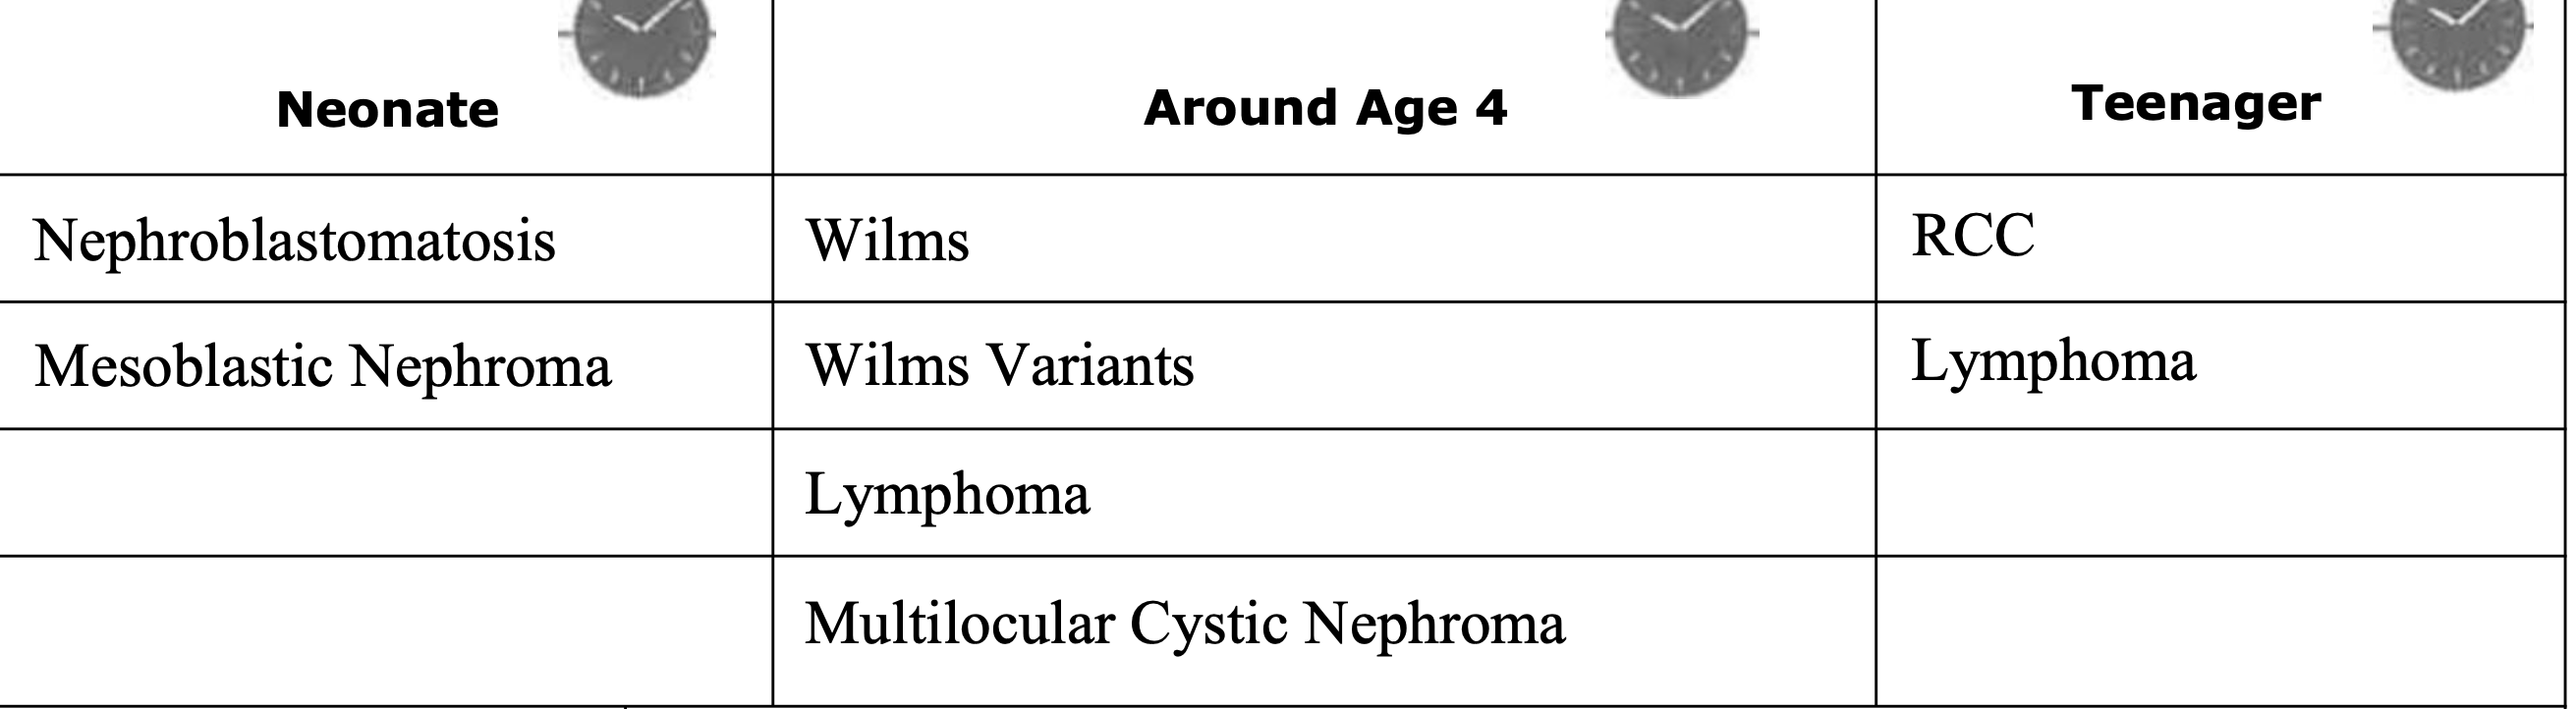 Neonate Around Age 4 Teenager
Nephroblastomatosis Wilms RCC
Mesoblastic Nephroma Wilms Variants Lymphoma
Lymphoma
Multilocular Cystic Nephroma